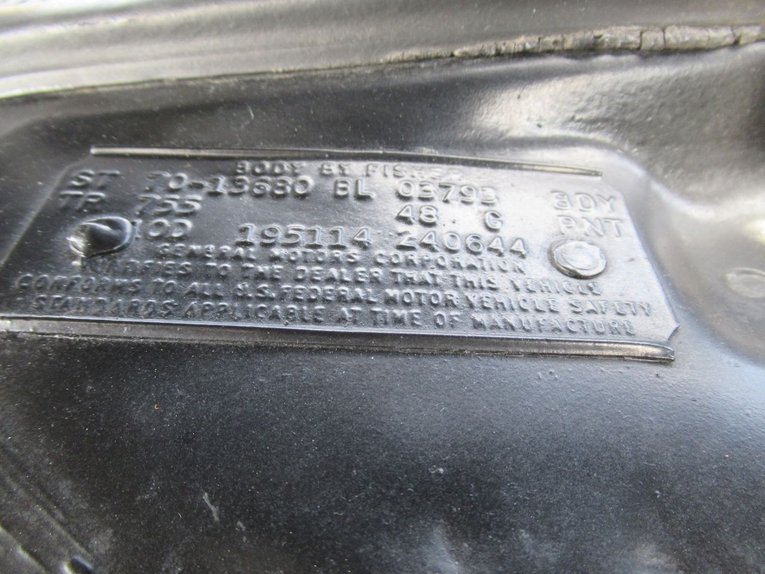 BODY BY FISHER
ST 70-13680 BL 03793 BDY
TR 755 48 G PNT
MOD 195114 240644
GENERAL MOTORS CORPORATION
CERTIFIES TO THE DEALER THAT THIS VEHICLE
CONFORMS TO ALL U.S. FEDERAL MOTOR VEHICLE SAFETY
STANDARDS APPLICABLE AT TIME OF MANUFACTURE